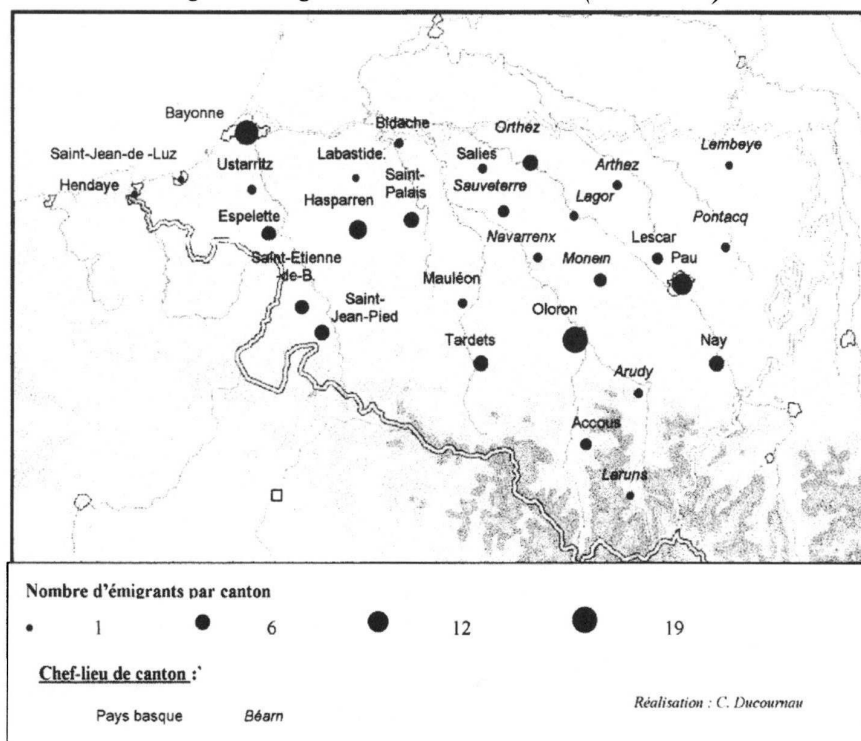 Bayonne
Bidache
Orthez
Saint-Jean-de -Luz
Ustarritz
Labastide.
Salies
Arthez
Lembeye
Hendaye
Saint-
Palais
Sauveterre
Espelette
Hasparren
Lagor
Pontacq
Navarrenx
Lescar
Saint-Etienne
-de-B.
Monein
Pau
Mauléon
Saint-
Jean-Pied
Oloron
Tardets
Nay
Arudy
Accous
Laruns
Nombre d'émigrants par canton
1 6 12 19
Chef-lieu de canton :`
Réalisation : C. Ducournau
Pays basque Béarn